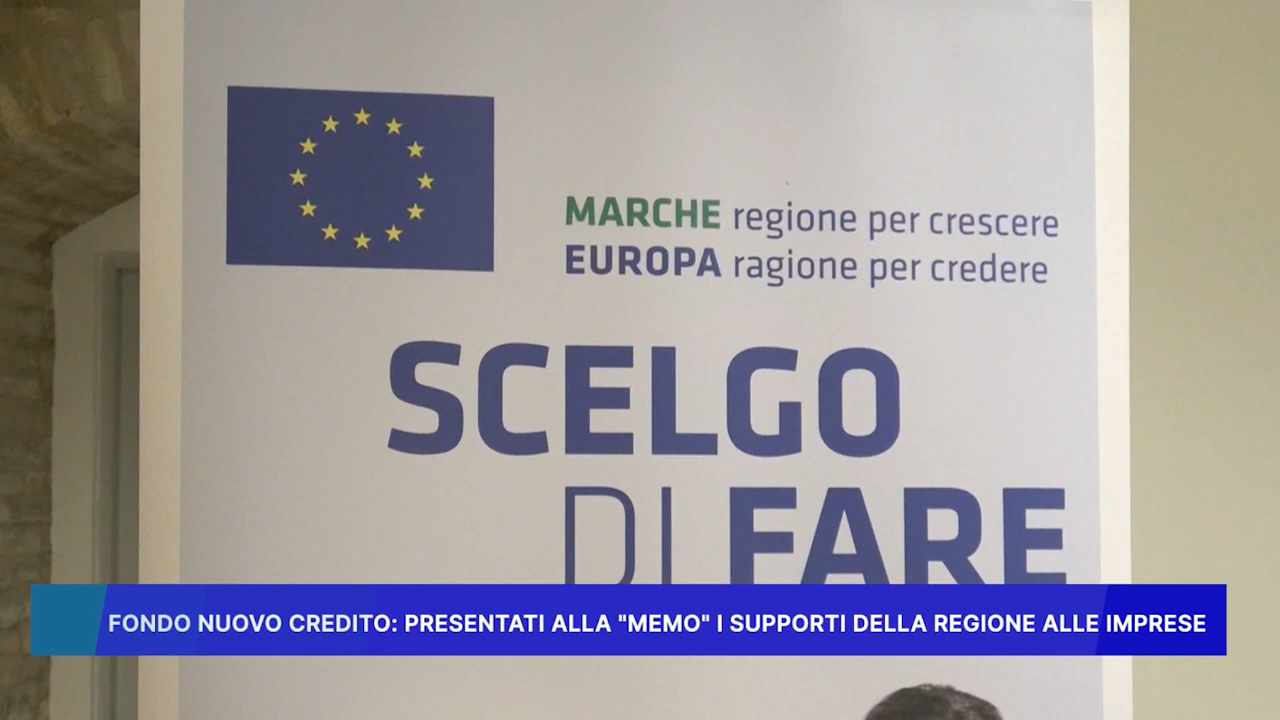 MARCHE regione per crescere
EUROPA ragione per credere
SCELGO
DI FARE
FONDO NUOVO CREDITO: PRESENTATI ALLA "MEMO" I SUPPORTI DELLA REGIONE ALLE IMPRESE